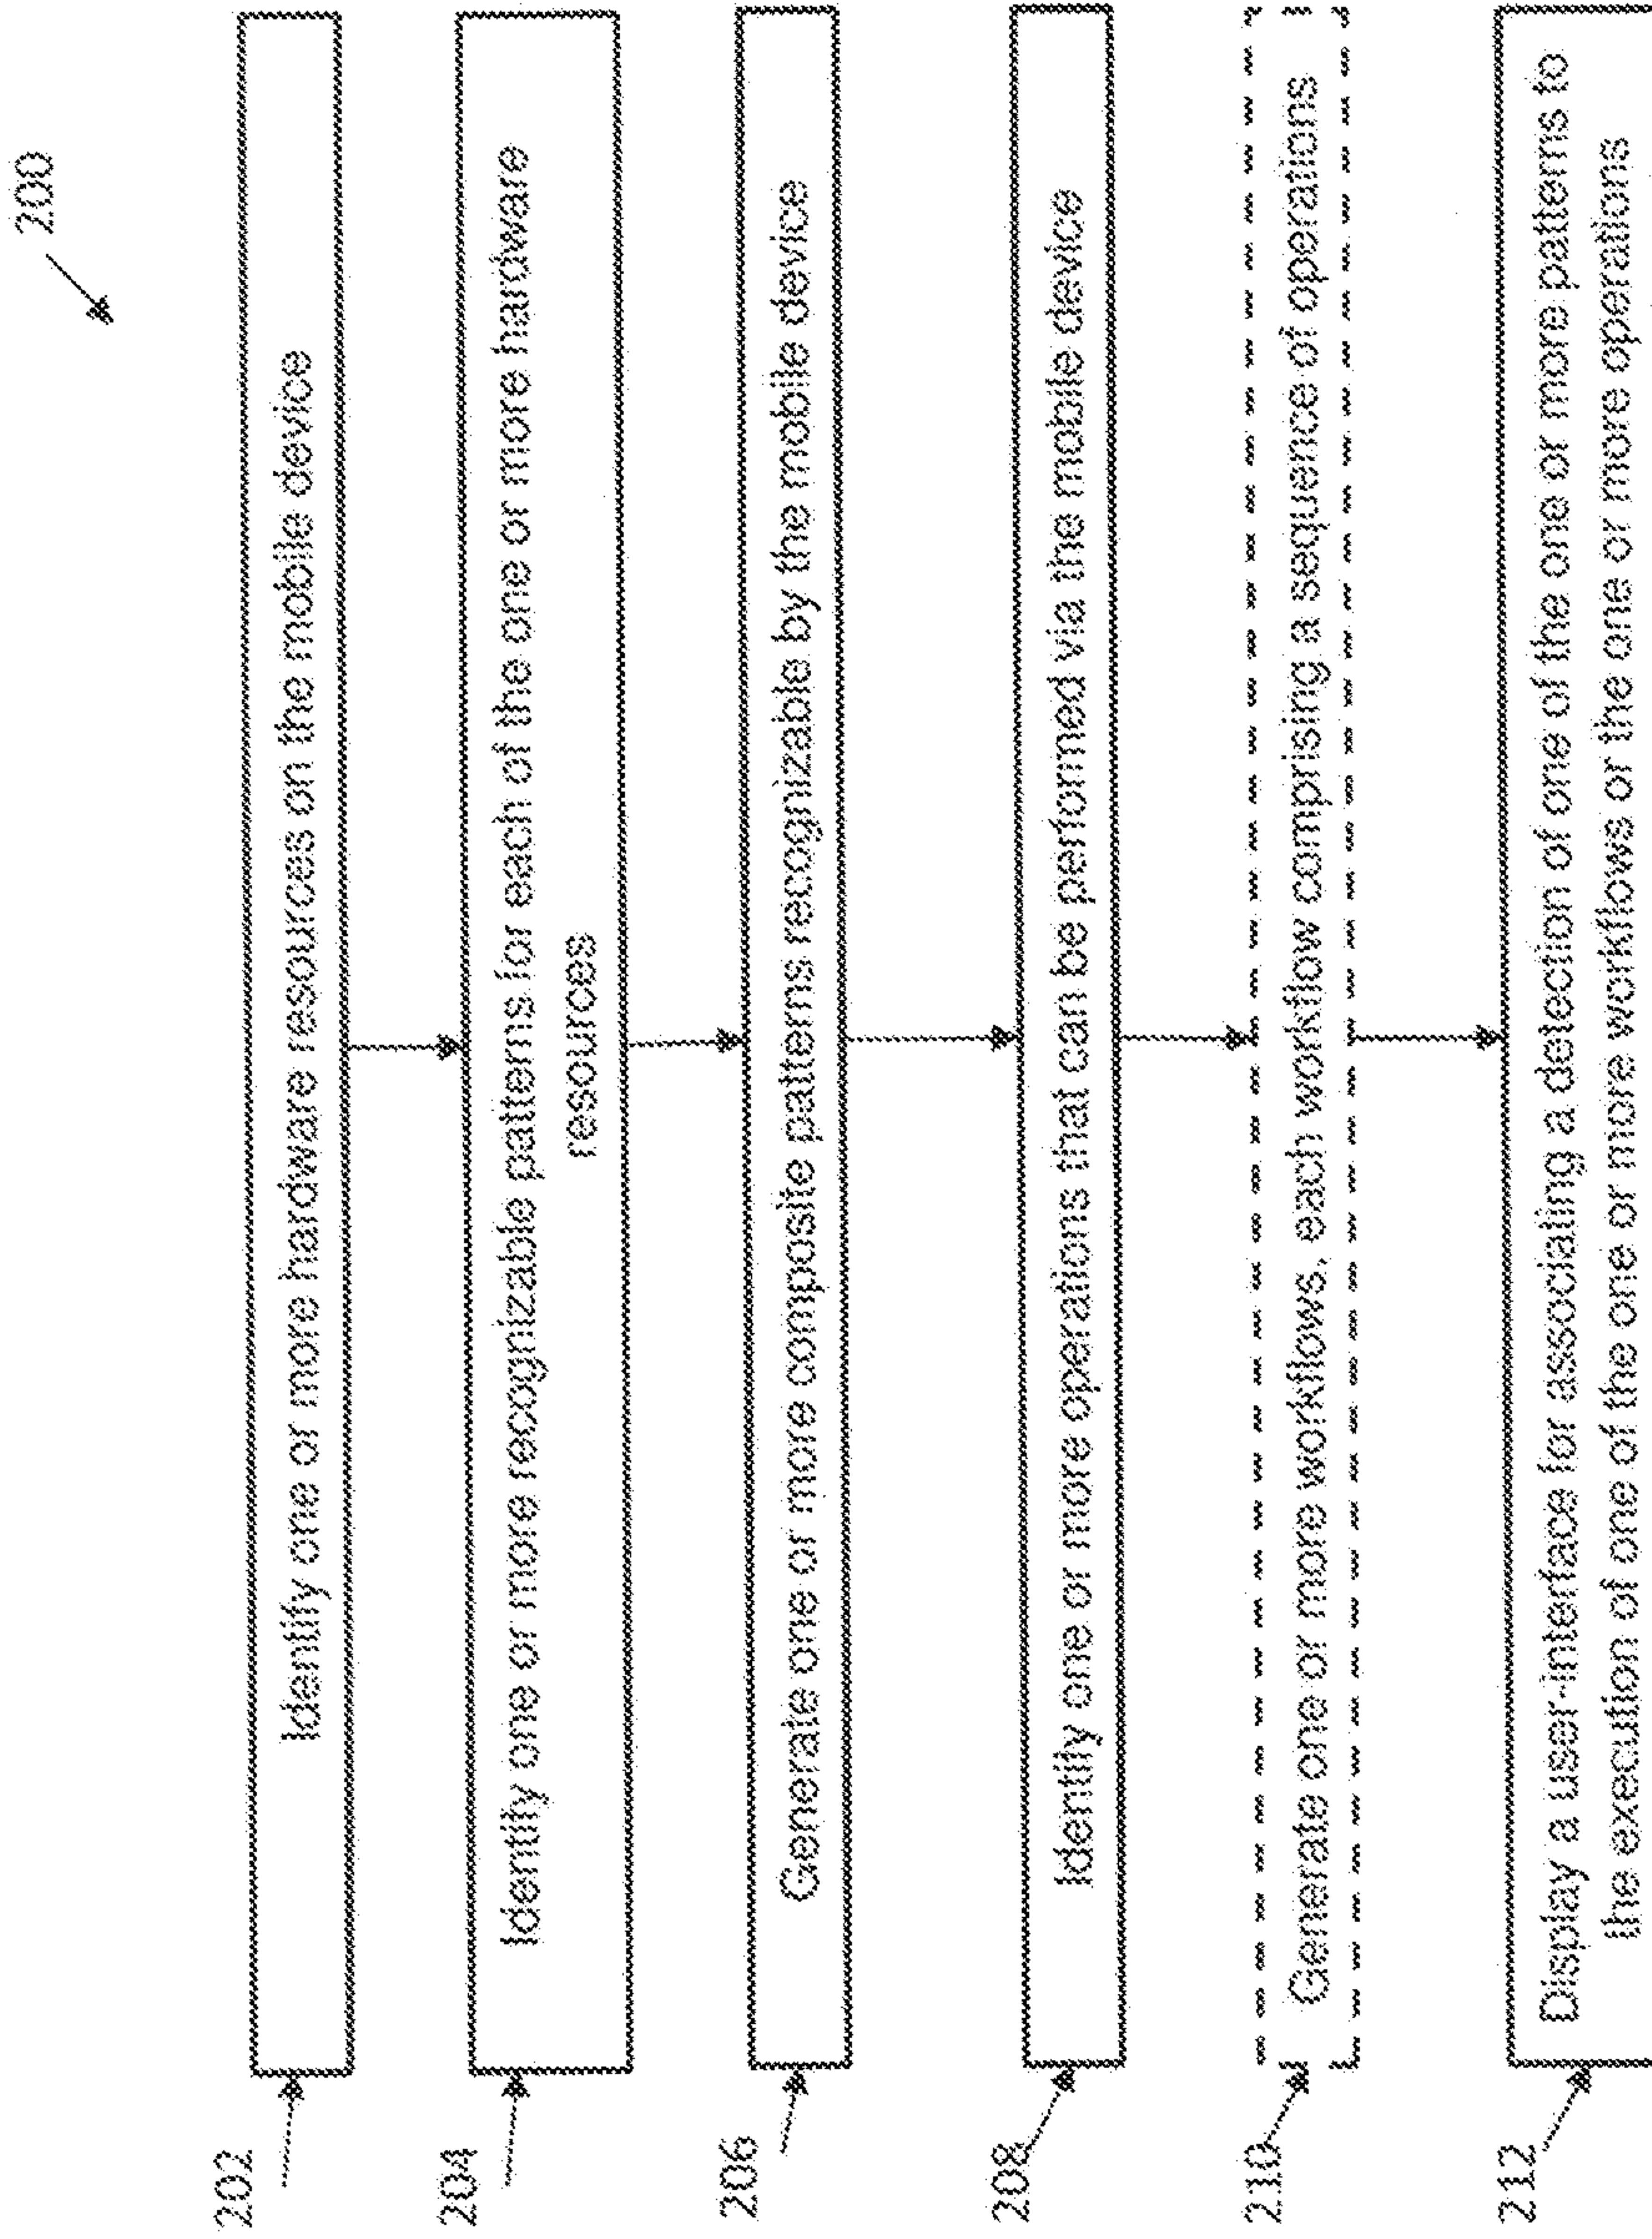 200
202
Identify one or more hardware resources on the mobile device
204
Identify one or more recognizable patterns for each of the one or more hardware
resources
206
Generate one or more composite patterns recognizable by the mobile device
208
Identify one or more operations that can be performed via the mobile device
210
Generate one or more workflows, each workflow comprising a sequence of operations
212
Display a user-interface for associating a detection of one of the one or more patterns to
the execution of one of the one or more workflows or the one or more operations